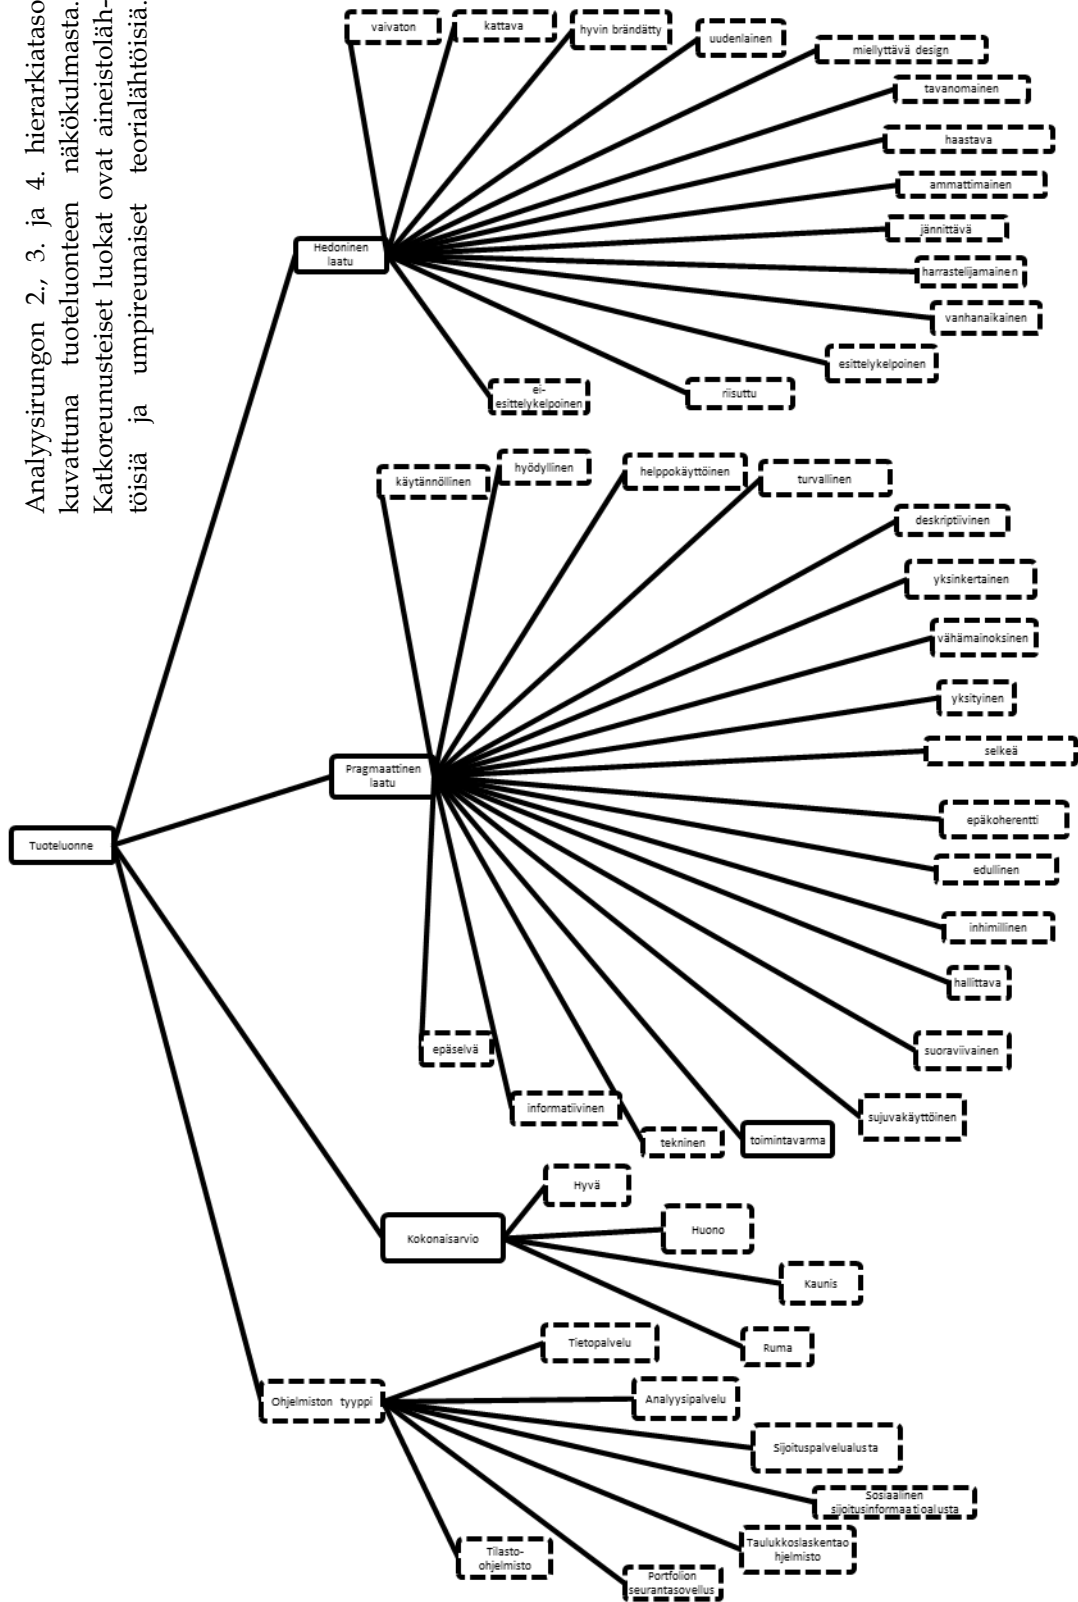 Analyysirungon 2., 3. ja 4. hierarkiataso
kuvattuna tuoteluonteen näkökulmasta.
Katkoreunusteiset luokat ovat aineistoläh-
töisiä ja umpireunaiset teorialähtöisiä.
Tuoteluonne
Hedoninen
laatu
vaivaton
kattava
hyvin brändätty
uudenlainen
miellyttävä design
tavanomainen
haastava
ammattimainen
jännittävä
harrastelijamainen
vanhanaikainen
esittelykelpoinen
riisuttu
ei-
esittelykelpoinen
Pragmaattinen
laatu
käytännöllinen
hyödyllinen
helppokäyttöinen
turvallinen
deskriptiivinen
yksinkertainen
vähämainoksinen
yksityinen
selkeä
epäkoherentti
edullinen
inhimillinen
hallittava
suoraviivainen
sujuvakäyttöinen
toimintavarma
tekninen
informatiivinen
epäselvä
Kokonaisarvio
Hyvä
Huono
Kaunis
Ruma
Ohjelmiston tyyppi
Tietopalvelu
Analyysipalvelu
Sijoituspalvelualusta
Sosiaalinen
sijoitusinformaatioalusta
Taulukkoslaskentao
hjelmisto
Portfolion
seurantasovellus
Tilasto-
ohjelmisto